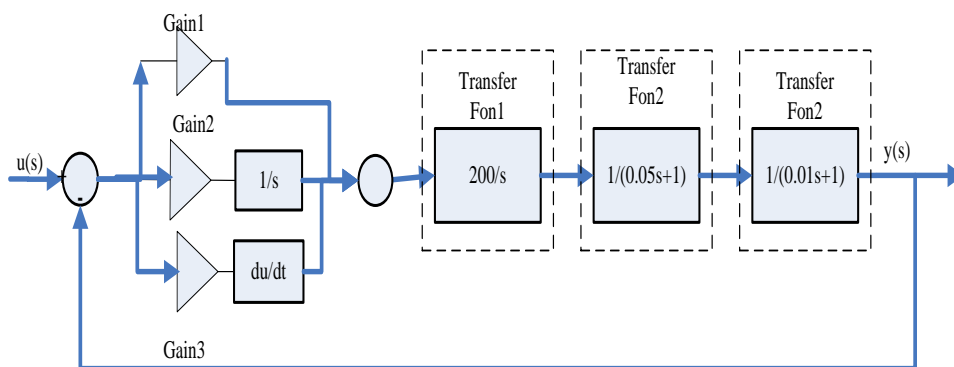 Gain1
Transfer
Fon1
Transfer
Fon2
Transfer
Fon2
Gain2
u(s)
+
-
1/s
200/s
1/(0.05s+1)
1/(0.01s+1)
y(s)
du/dt
Gain3